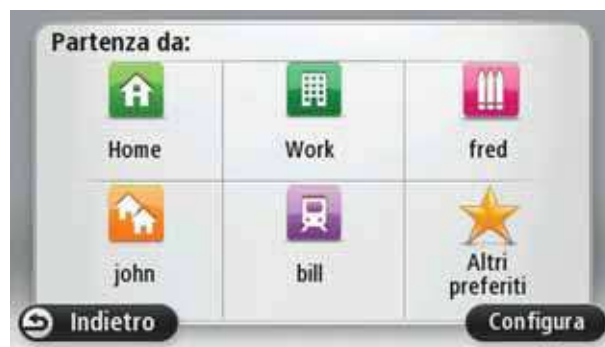 Partenza da:
Home
Work
fred
john
bill
Altri
preferiti
Indietro
Configura